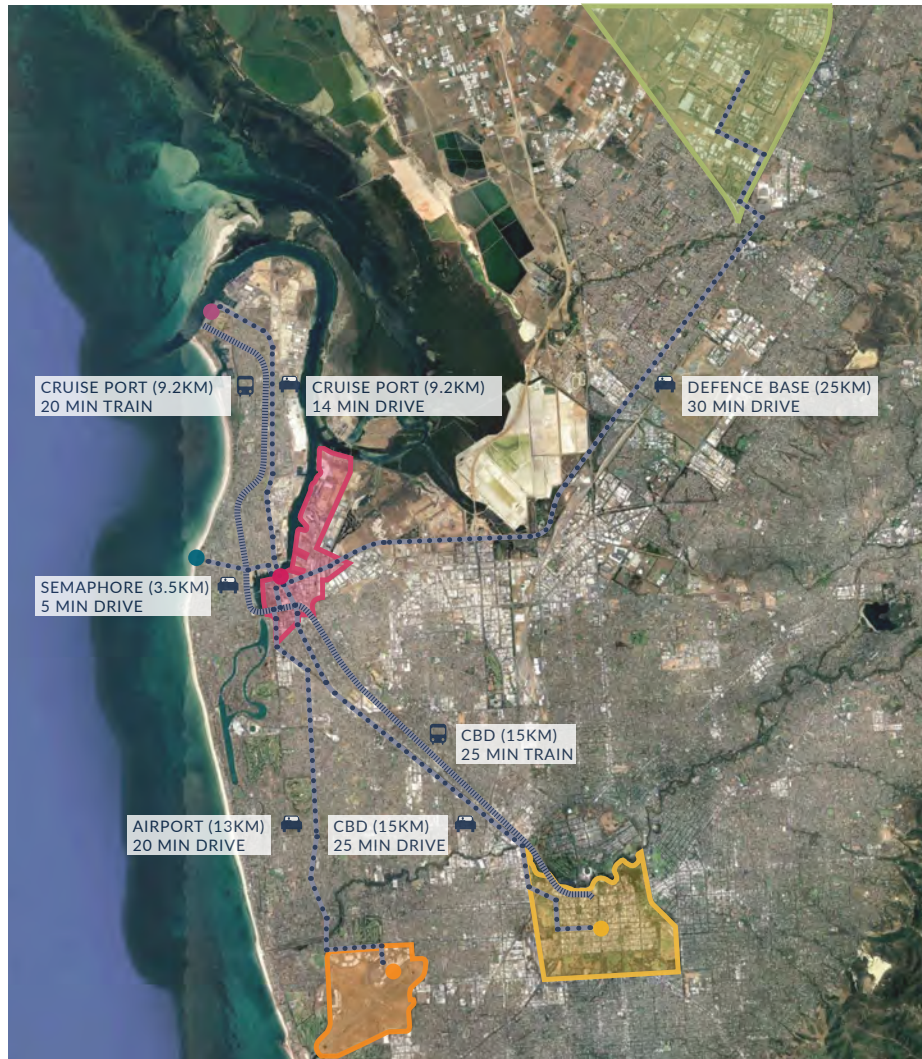 CRUISE PORT (9.2KM)
20 MIN TRAIN
CRUISE PORT (9.2KM)
14 MIN DRIVE
DEFENCE BASE (25KM)
30 MIN DRIVE
SEMAPHORE (3.5KM)
5 MIN DRIVE
CBD (15KM)
25 MIN TRAIN
AIRPORT (13KM)
20 MIN DRIVE
CBD (15KM)
25 MIN DRIVE